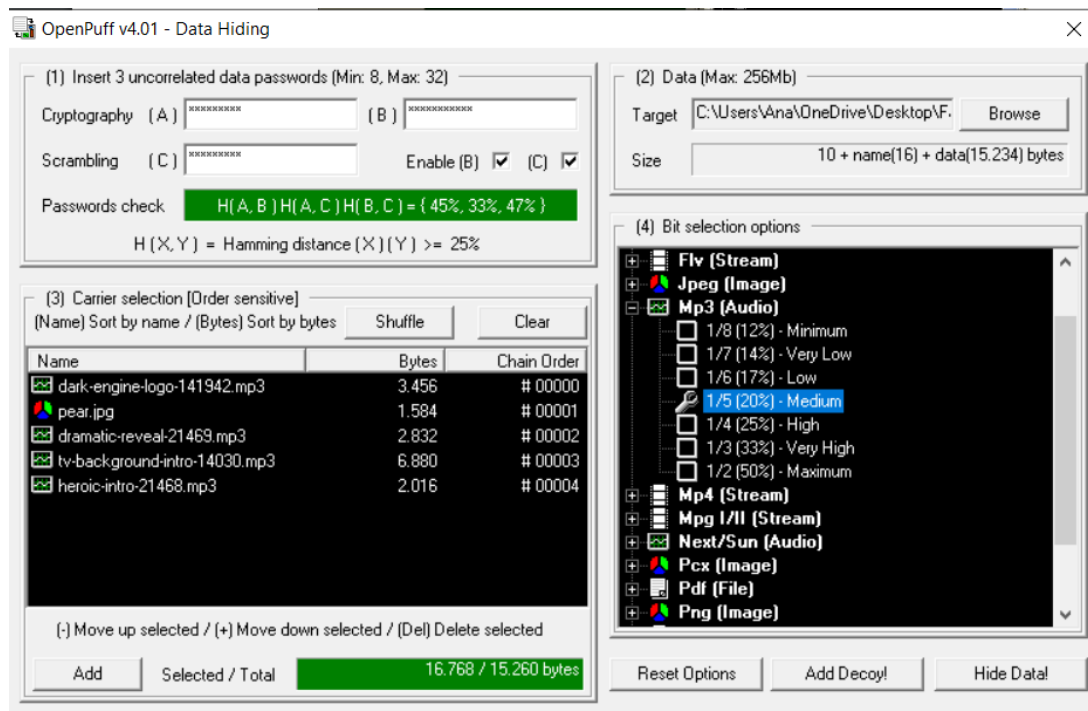 OpenPuff v4.01 - Data Hiding
(1) Insert 3 uncorrelated data passwords (Min: 8, Max: 32)
Cryptography (A) ********* (B) ***********
Scrambling (C) ********* Enable (B) (C)
Passwords check H( A, B ) H( A, C ) H( B, C ) = { 45%, 33%, 47% }
H ( X, Y ) = Hamming distance ( X ) ( Y ) >= 25%
(2) Data (Max: 256Mb)
Target C:\Users\Ana\OneDrive\Desktop\F. Browse
Size 10 + name(16) + data(15.234) bytes
(3) Carrier selection [Order sensitive]
(Name) Sort by name / (Bytes) Sort by bytes Shuffle Clear
Name Bytes Chain Order
dark-engine-logo-141942.mp3 3.456 # 00000
pear.jpg 1.584 # 00001
dramatic-reveal-21469.mp3 2.832 # 00002
tv-background-intro-14030.mp3 6.880 # 00003
heroic-intro-21468.mp3 2.016 # 00004
(-) Move up selected / (+) Move down selected / (Del) Delete selected
Add Selected / Total 16.768 / 15.260 bytes
(4) Bit selection options
Flv (Stream)
Jpeg (Image)
Mp3 (Audio)
1/8 (12%) - Minimum
1/7 (14%) - Very Low
1/6 (17%) - Low
1/5 (20%) - Medium
1/4 (25%) - High
1/3 (33%) - Very High
1/2 (50%) - Maximum
Mp4 (Stream)
Mpg I/II (Stream)
Next/Sun (Audio)
Pcx (Image)
Pdf (File)
Png (Image)
Reset Options Add Decoy! Hide Data!